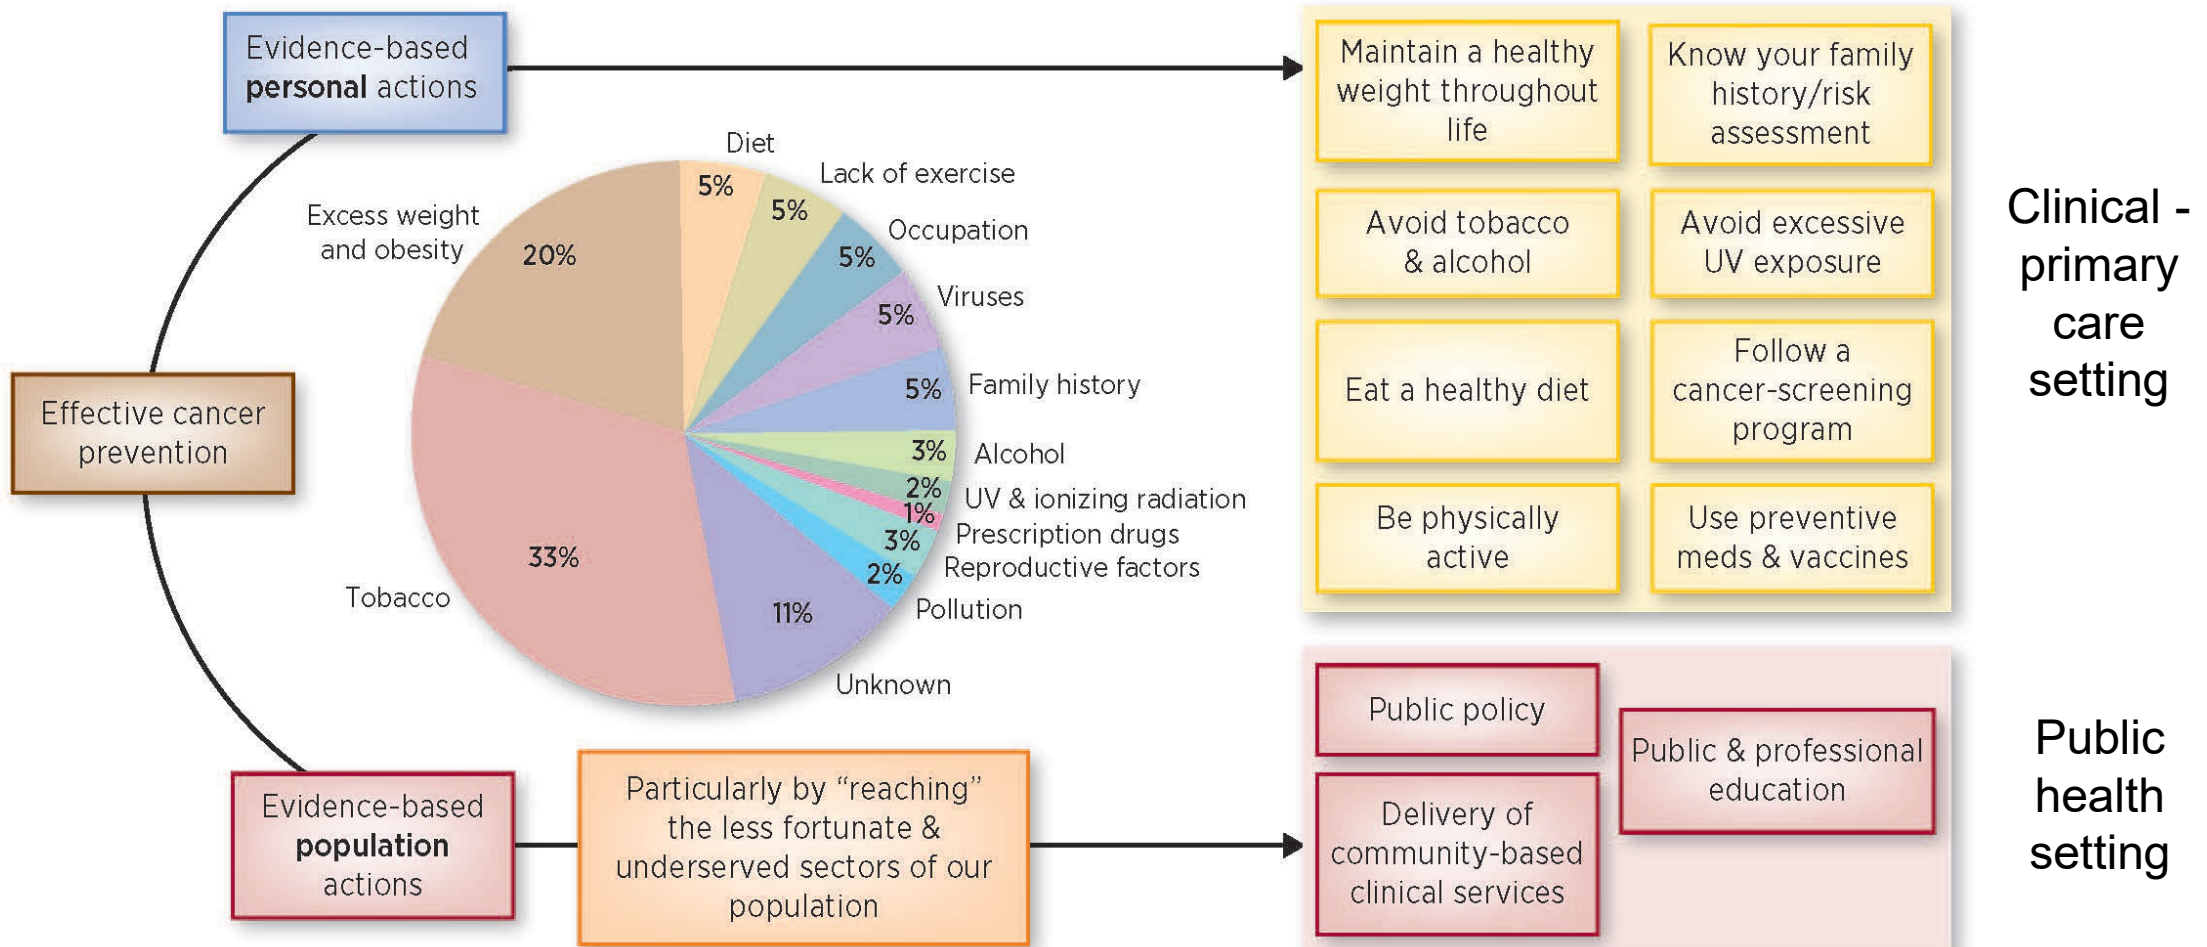 Evidence-based
personal actions
Effective cancer
prevention
Evidence-based
population
actions
Particularly by “reaching”
the less fortunate &
underserved sectors of our
population
Diet
5%
Lack of exercise
5%
Occupation
5%
Viruses
5%
Family history
5%
Alcohol
3%
UV & ionizing radiation
2%
Prescription drugs
1%
Reproductive factors
3%
Pollution
2%
Unknown
11%
Tobacco
33%
Excess weight
and obesity
20%
Maintain a healthy
weight throughout
life
Know your family
history/risk
assessment
Avoid tobacco
& alcohol
Avoid excessive
UV exposure
Eat a healthy diet
Follow a
cancer-screening
program
Be physically
active
Use preventive
meds & vaccines
Clinical -
primary
care
setting
Public policy
Public & professional
education
Delivery of
community-based
clinical services
Public
health
setting